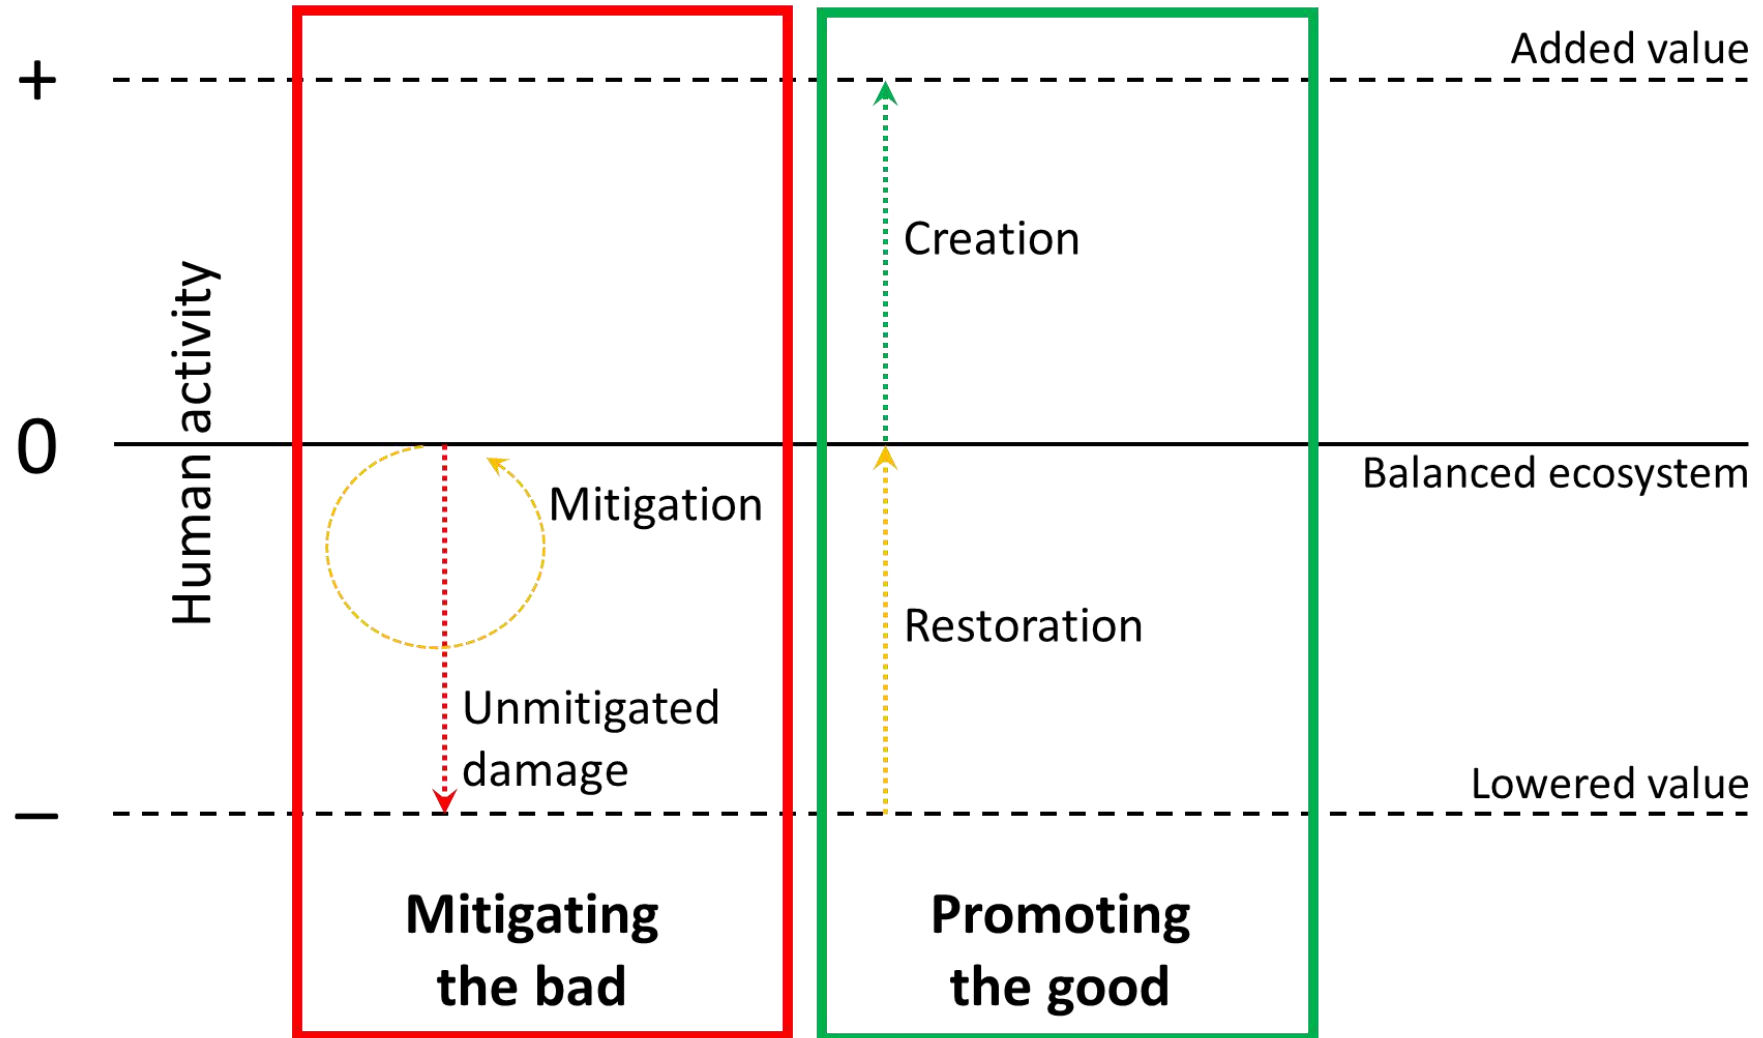 +
Added value
Creation
Human activity
0
Balanced ecosystem
Mitigation
Restoration
Unmitigated
damage
Lowered value
–
Mitigating
the bad
Promoting
the good